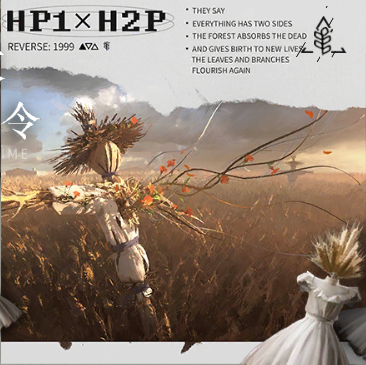 HP1×H2P
REVERSE: 1999
• THEY SAY
• EVERYTHING HAS TWO SIDES
• THE FOREST ABSORBS THE DEAD
• AND GIVES BIRTH TO NEW LIVES
THE LEAVES AND BRANCHES
FLOURISH AGAIN
令
IME